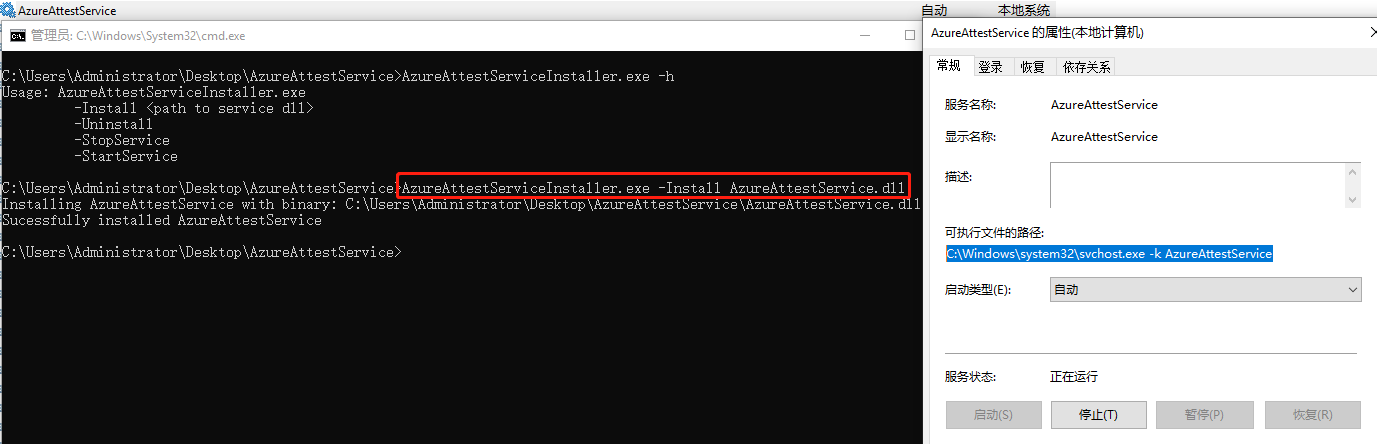 AzureAttestService
自动
本地系统
管理员: C:\Windows\System32\cmd.exe
C:\Users\Administrator\Desktop\AzureAttestService>AzureAttestServiceInstaller.exe -h
Usage: AzureAttestServiceInstaller.exe
-Install <path to service dll>
-Uninstall
-StopService
-StartService
C:\Users\Administrator\Desktop\AzureAttestService>AzureAttestServiceInstaller.exe -Install AzureAttestService.dll
Installing AzureAttestService with binary: C:\Users\Administrator\Desktop\AzureAttestService\AzureAttestService.dll
Sucessfully installed AzureAttestService
C:\Users\Administrator\Desktop\AzureAttestService>
AzureAttestService 的属性(本地计算机)
常规 登录 恢复 依存关系
服务名称: AzureAttestService
显示名称: AzureAttestService
描述:
可执行文件的路径:
C:\Windows\system32\svchost.exe -k AzureAttestService
启动类型(E): 自动
服务状态: 正在运行
启动(S) 停止(T) 暂停(P) 恢复(R)